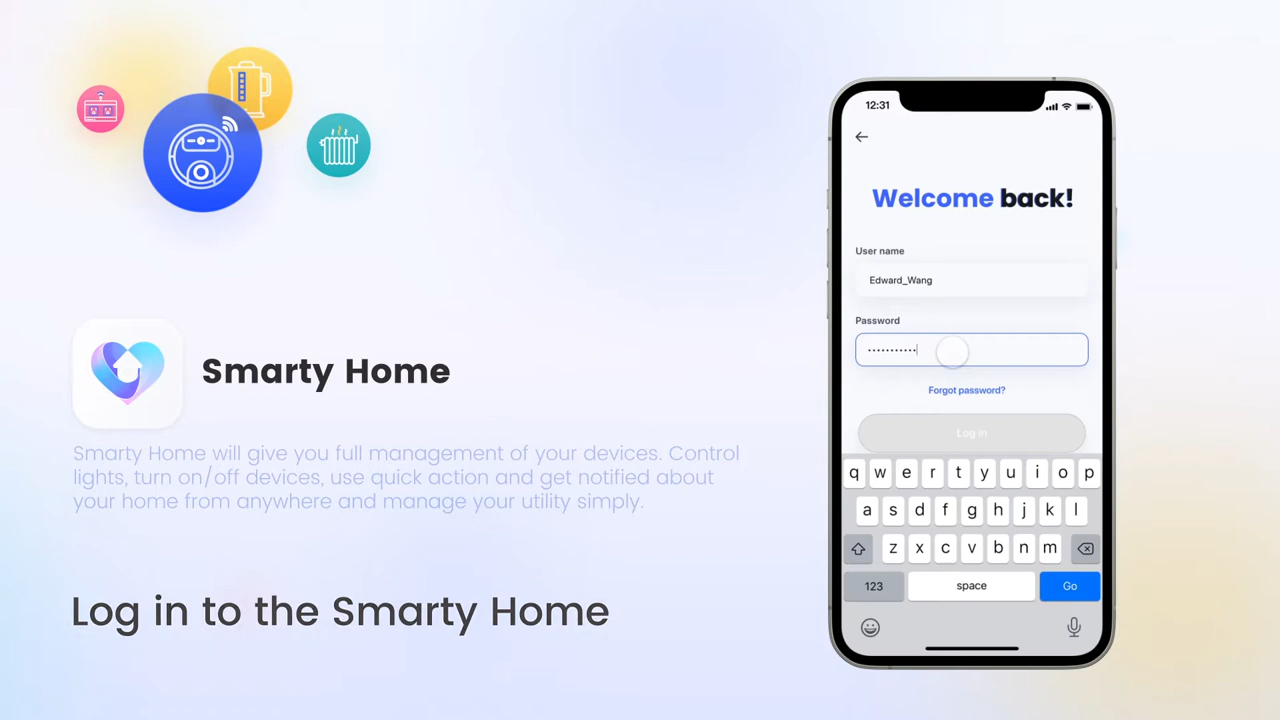 Smarty Home
Smarty Home will give you full management of your devices. Control
lights, turn on/off devices, use quick action and get notified about
your home from anywhere and manage your utility simply.
Log in to the Smarty Home
12:31
Welcome back!
User name
Edward_Wang
Password
•••••••••••
Forgot password?
Log in
q w e r t y u i o p
a s d f g h j k l
z x c v b n m
123 space Go